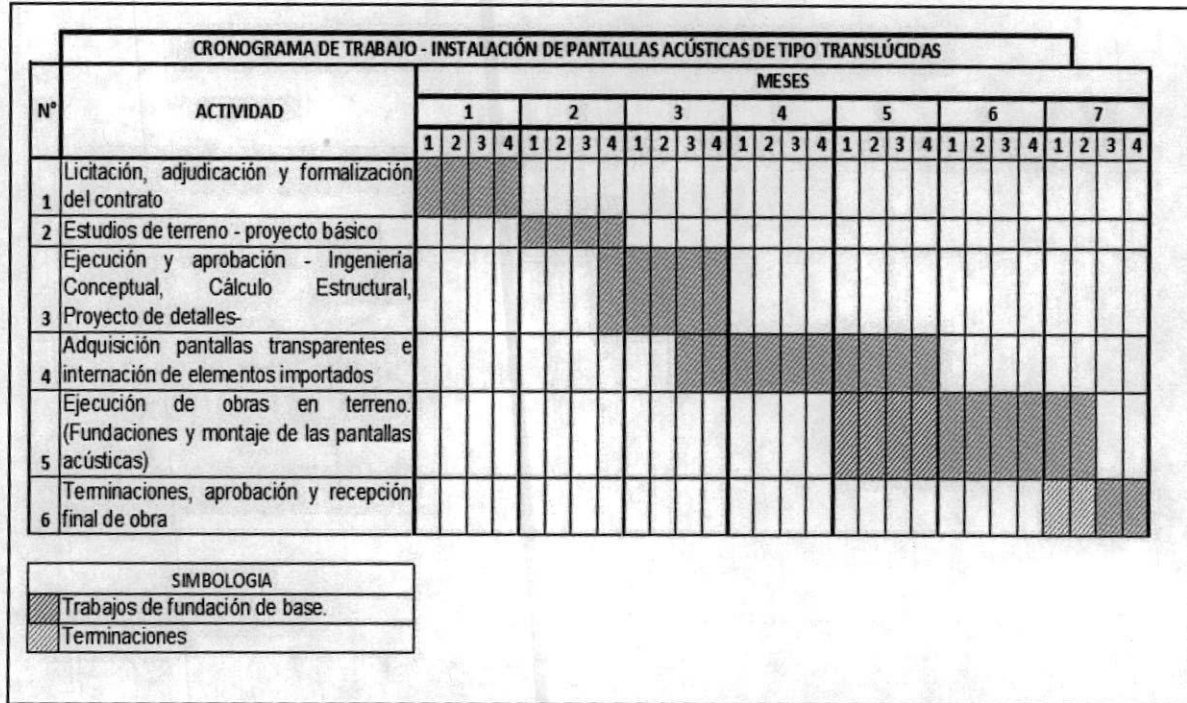 CRONOGRAMA DE TRABAJO - INSTALACIÓN DE PANTALLAS ACÚSTICAS DE TIPO TRANSLÚCIDAS
N° ACTIVIDAD MESES
1 2 3 4 5 6 7
1 2 3 4 1 2 3 4 1 2 3 4 1 2 3 4 1 2 3 4 1 2 3 4 1 2 3 4
Licitación, adjudicación y formalización
1 del contrato
2 Estudios de terreno - proyecto básico
Ejecución y aprobación - Ingeniería
Conceptual, Cálculo Estructural,
3 Proyecto de detalles-
Adquisición pantallas transparentes e
4 internación de elementos importados
Ejecución de obras en terreno.
(Fundaciones y montaje de las pantallas
5 acústicas)
Terminaciones, aprobación y recepción
6 final de obra
SIMBOLOGIA
Trabajos de fundación de base.
Terminaciones